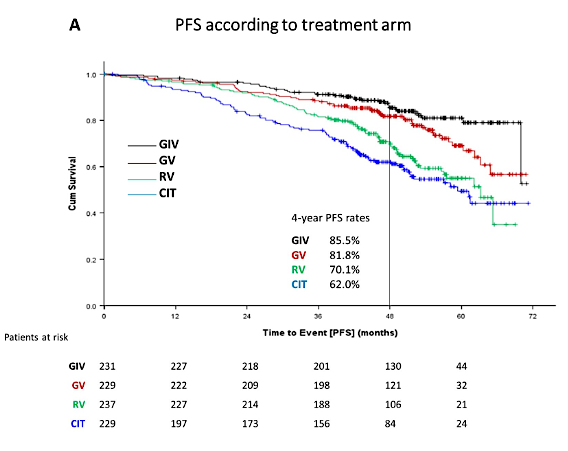 A
PFS according to treatment arm
Cum Survival
1.0
0.8
0.6
0.4
0.2
0.0
GIV
GV
RV
CIT
4-year PFS rates
GIV 85.5%
GV 81.8%
RV 70.1%
CIT 62.0%
0 12 24 36 48 60 72
Time to Event [PFS] (months)
Patients at risk
GIV 231 227 218 201 130 44
GV 229 222 209 198 121 32
RV 237 227 214 188 106 21
CIT 229 197 173 156 84 24